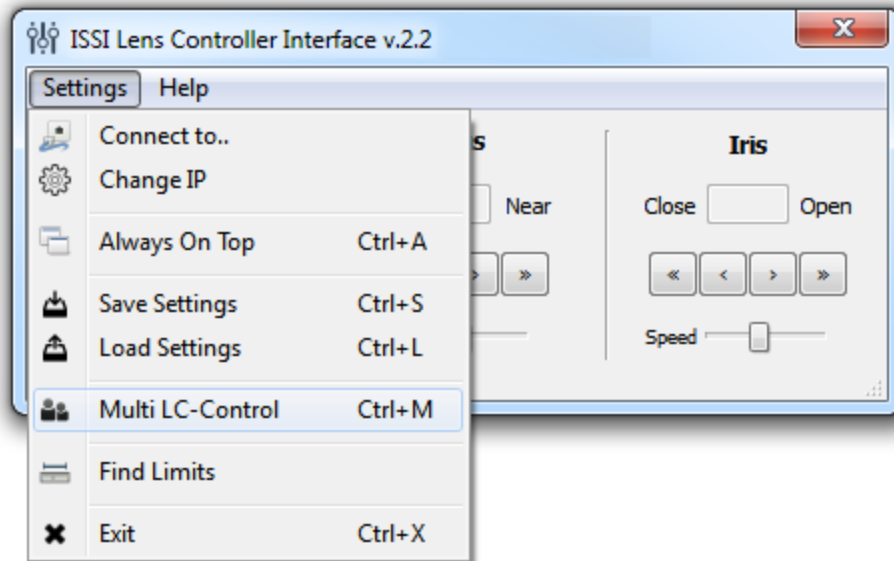 ISSI Lens Controller Interface v.2.2
Settings Help
Connect to..
Change IP
Always On Top Ctrl+A
Save Settings Ctrl+S
Load Settings Ctrl+L
Multi LC-Control Ctrl+M
Find Limits
Exit Ctrl+X
Near
Iris
Close Open
« ‹ › »
»
Speed